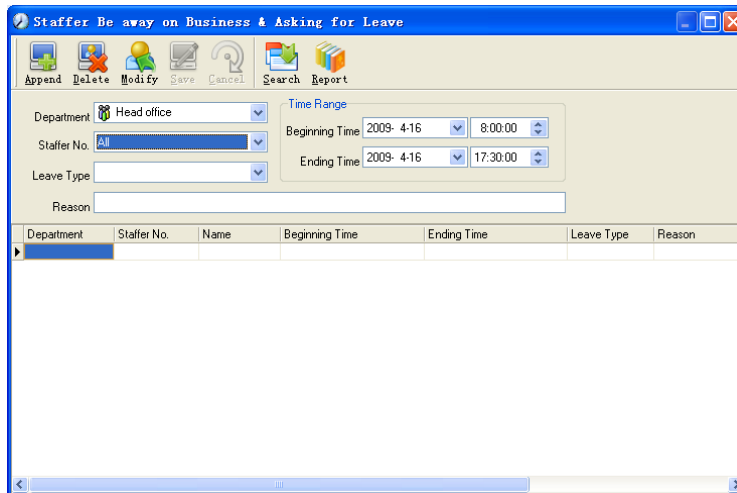 Staffer Be away on Business & Asking for Leave
Append Delete Modify Save Cancel Search Report
Department Head office
Staffer No. All
Leave Type
Reason
Time Range
Beginning Time 2009- 4-16 8:00:00
Ending Time 2009- 4-16 17:30:00
Department Staffer No. Name Beginning Time Ending Time Leave Type Reason